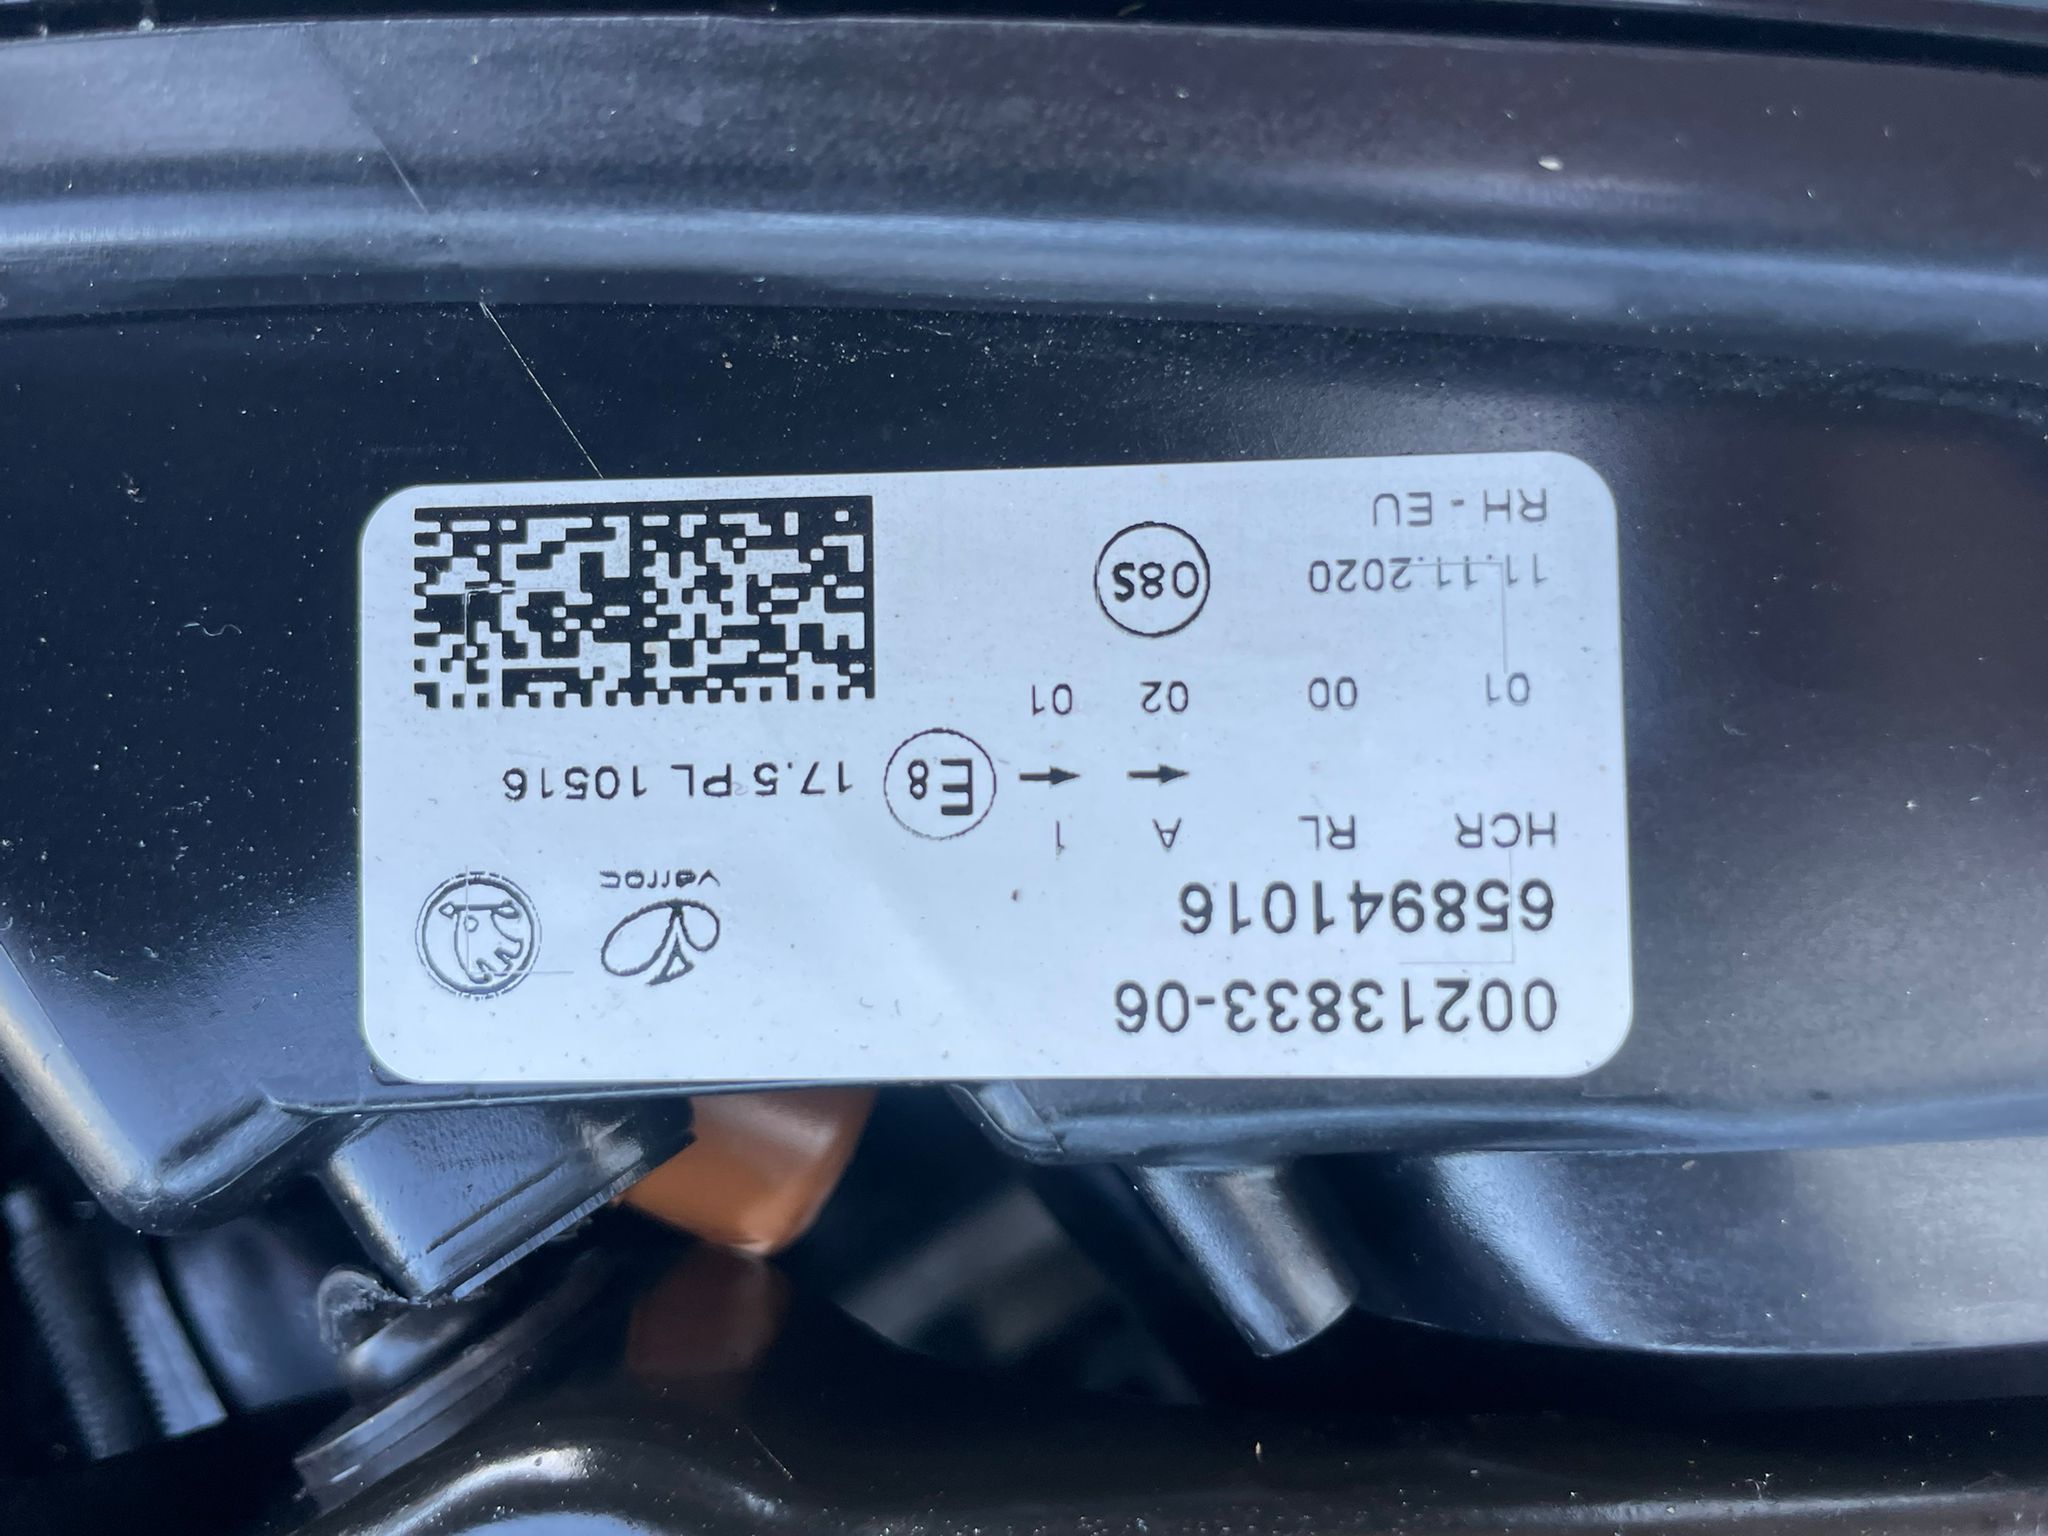 00213833-06
658941016
varroc
HCR RL A 1
→ →
E8 17.5 PL 10516
01 00 02 01
11.11.2020 08S
RH - EU